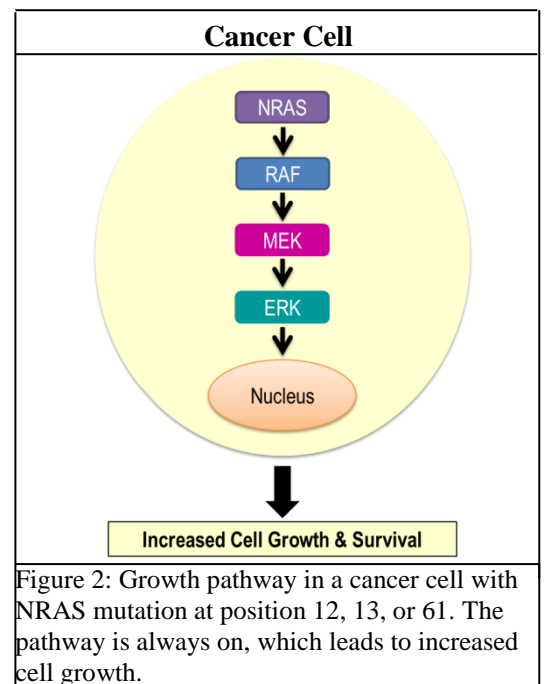 Cancer Cell
NRAS
RAF
MEK
ERK
Nucleus
Increased Cell Growth & Survival
Figure 2: Growth pathway in a cancer cell with
NRAS mutation at position 12, 13, or 61. The
pathway is always on, which leads to increased
cell growth.